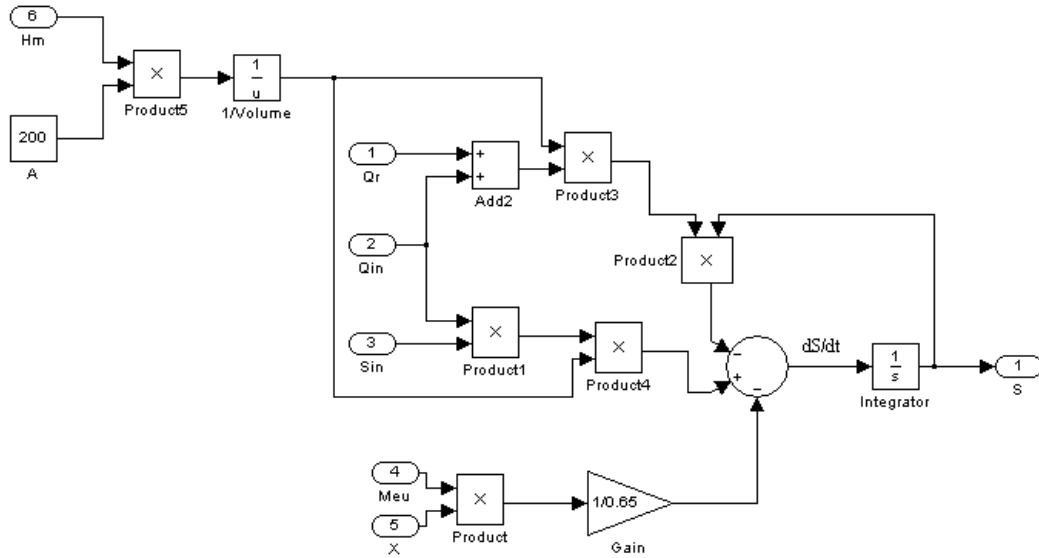 6
Hm
200
A
×
Product5
1
u
1/Volume
1
Qr
+
+
Add2
×
Product3
2
Qin
×
Product2
3
Sin
×
Product1
×
Product4
−
+
−
dS/dt
1
s
Integrator
1
S
4
Meu
5
X
×
Product
1/0.65
Gain